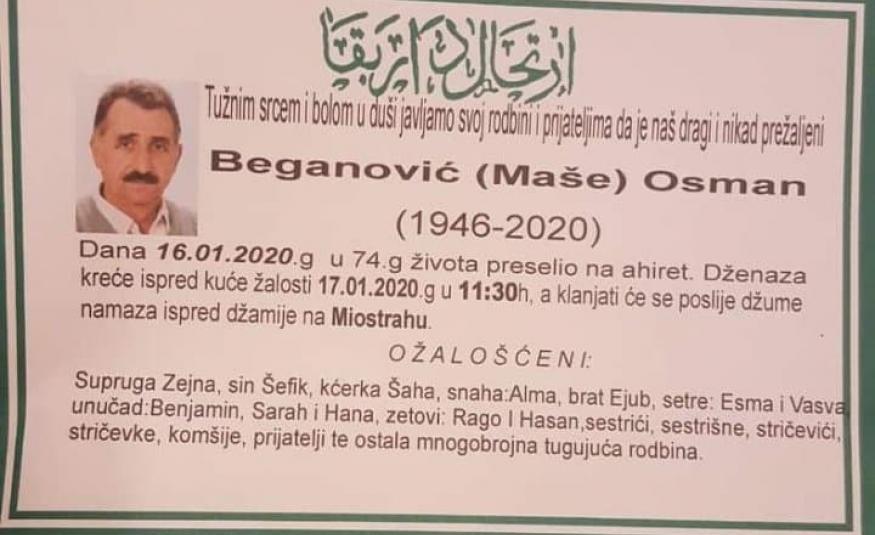 ارتحال دار بقا
Tužnim srcem i bolom u duši javljamo svoj rodbini i prijateljima da je naš dragi i nikad prežaljeni
Beganović (Maše) Osman
(1946-2020)
Dana 16.01.2020.g u 74.g života preselio na ahiret. Dženaza
kreće ispred kuće žalosti 17.01.2020.g u 11:30h, a klanjati će se poslije džume
namaza ispred džamije na Miostrahu.
OŽALOŠĆENI:
Supruga Zejna, sin Šefik, kćerka Šaha, snaha:Alma, brat Ejub, setre: Esma i Vasva,
unučad:Benjamin, Sarah i Hana, zetovi: Rago I Hasan,sestrići, sestrišne, stričevići,
stričevke, komšije, prijatelji te ostala mnogobrojna tugujuća rodbina.